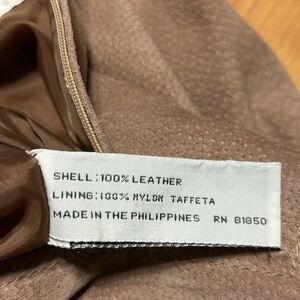 SHELL:100% LEATHER
LINING:100% NYLON TAFFETA
MADE IN THE PHILIPPINES RN 81850